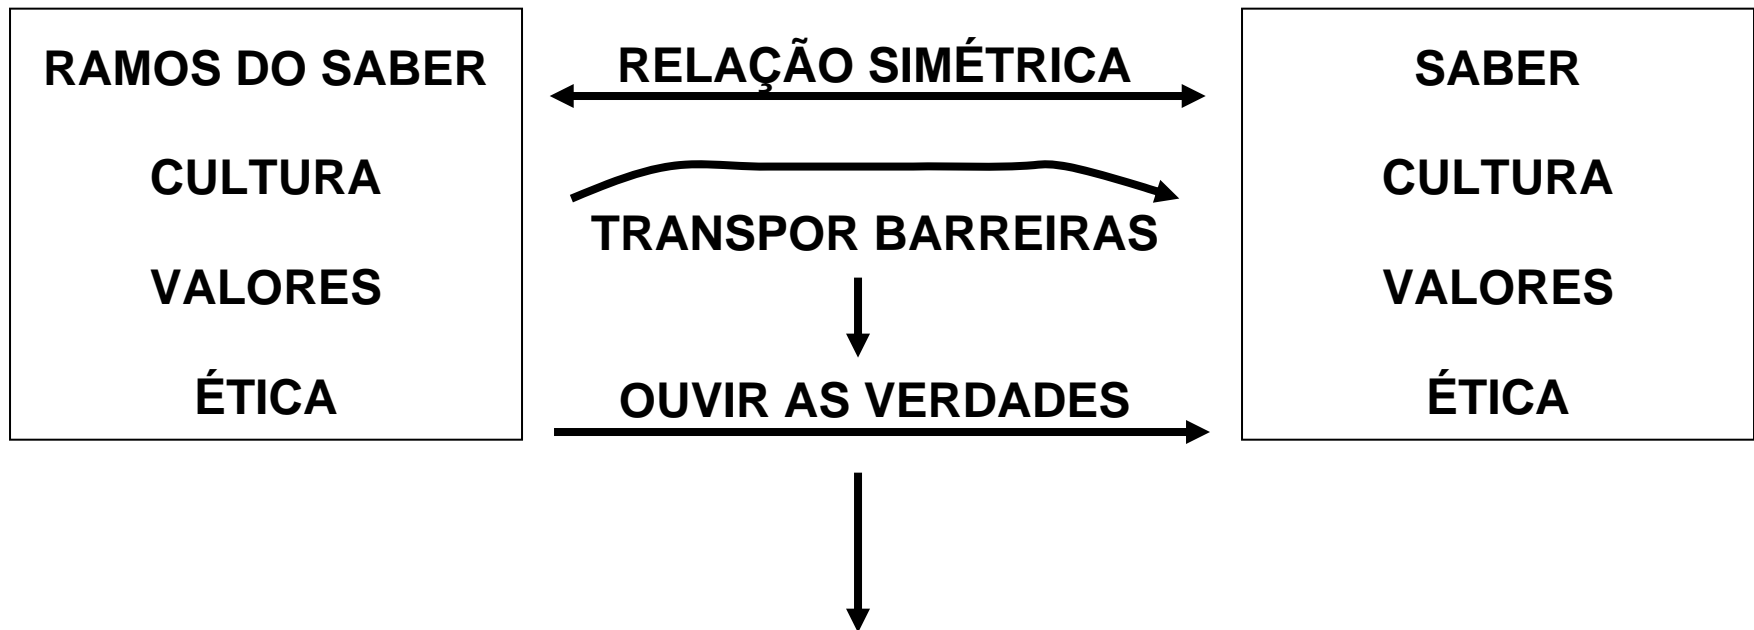 RAMOS DO SABER
CULTURA
VALORES
ÉTICA
RELAÇÃO SIMÉTRICA
TRANSPOR BARREIRAS
OUVIR AS VERDADES
SABER
CULTURA
VALORES
ÉTICA